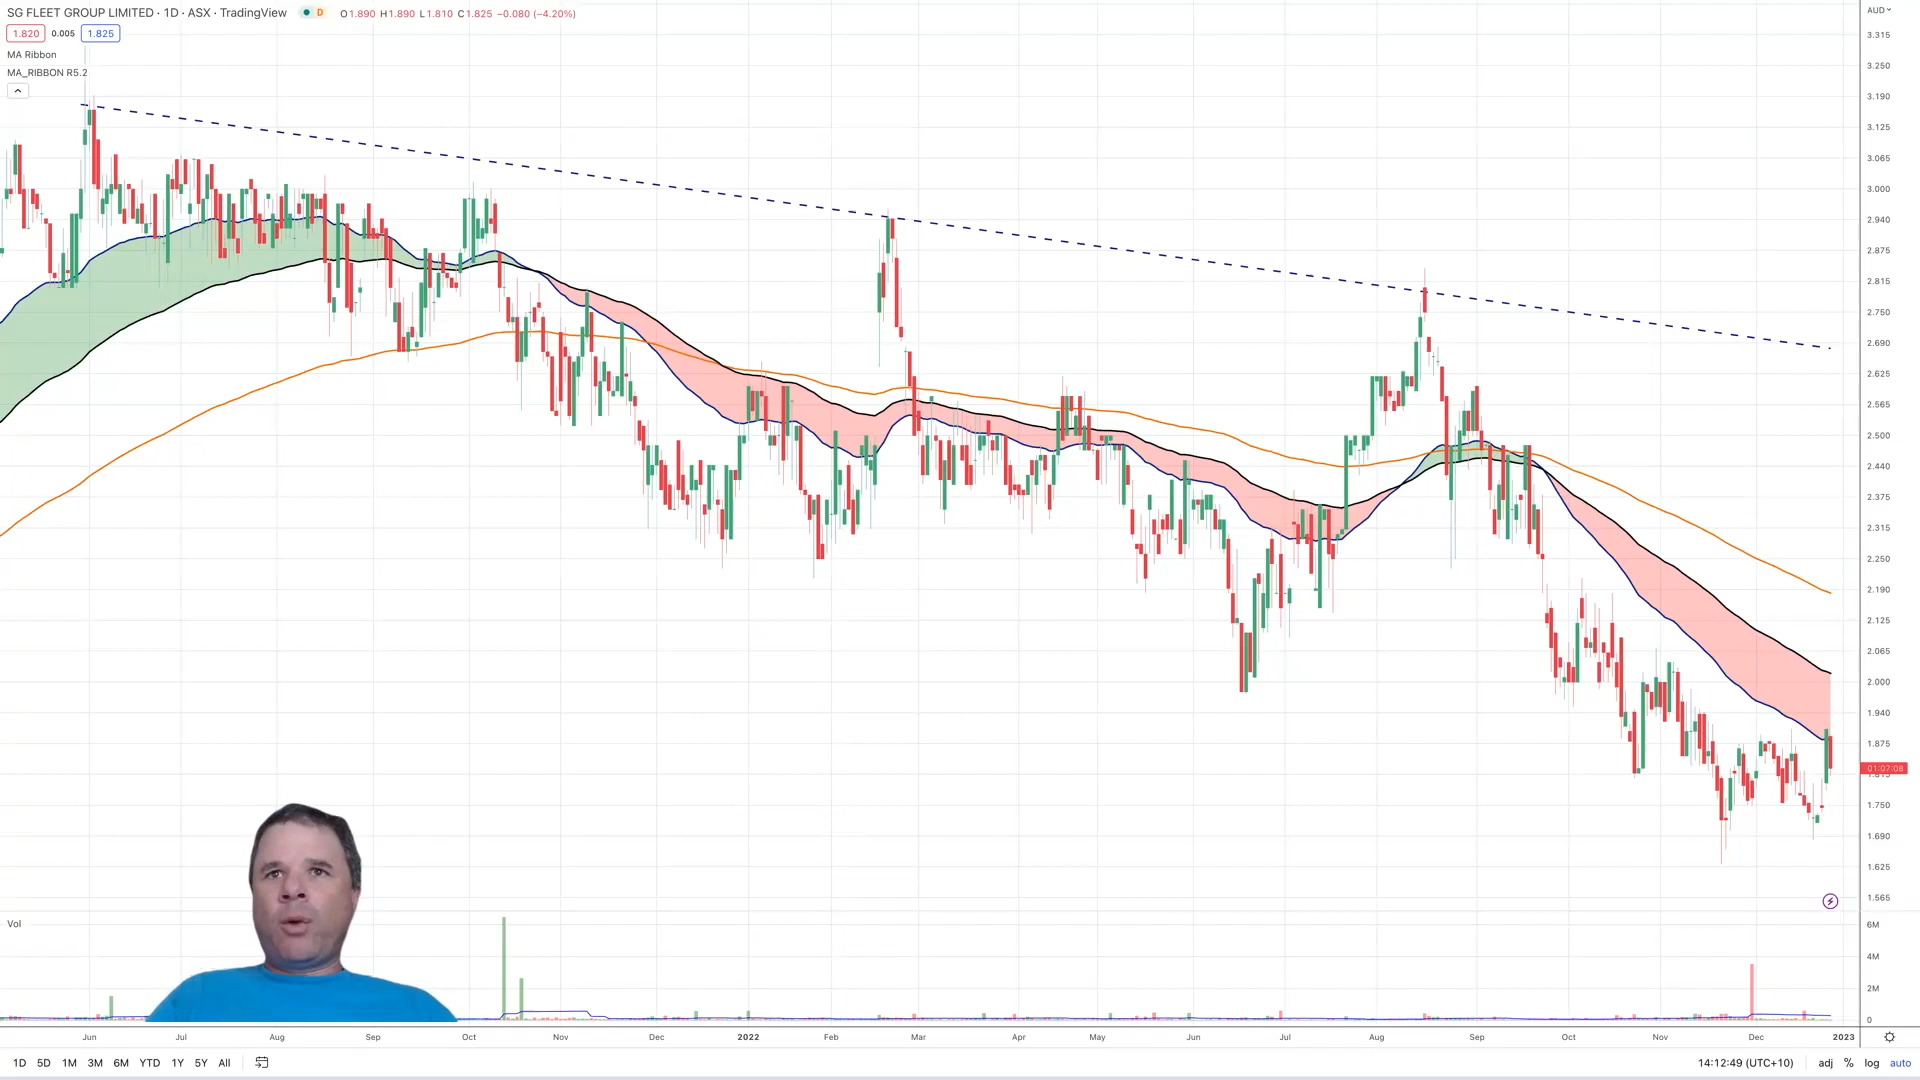 SG FLEET GROUP LIMITED · 1D · ASX · TradingView D O1.890 H1.890 L1.810 C1.825 −0.080 (−4.20%)
AUD
1.820 0.005 1.825
MA Ribbon
MA_RIBBON R5.2
3.315
3.250
3.190
3.125
3.065
3.000
2.940
2.875
2.815
2.750
2.690
2.625
2.565
2.500
2.440
2.375
2.315
2.250
2.190
2.125
2.065
2.000
1.940
1.875
01:07:08
1.815
1.750
1.690
1.625
1.565
Vol
6M
4M
2M
0
Jun Jul Aug Sep Oct Nov Dec 2022 Feb Mar Apr May Jun Jul Aug Sep Oct Nov Dec 2023
1D 5D 1M 3M 6M YTD 1Y 5Y All 14:12:49 (UTC+10) adj % log auto